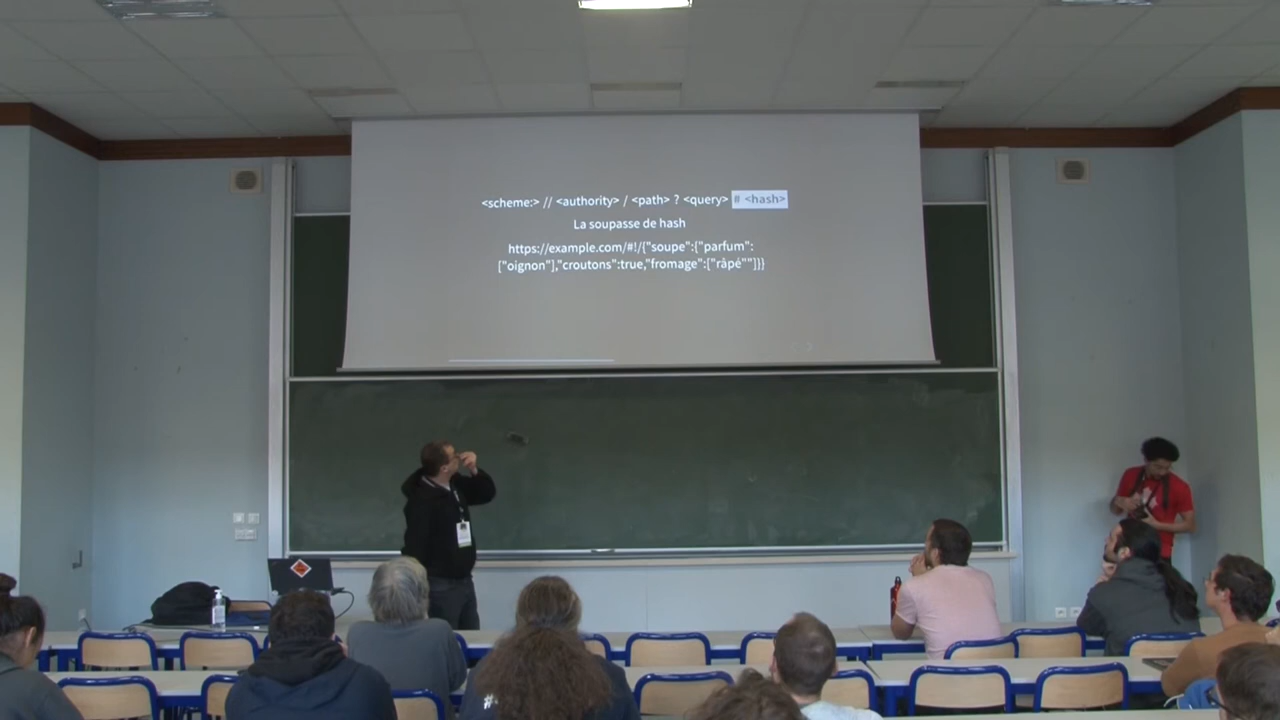 <scheme:> // <authority> / <path> ? <query> # <hash>
La soupasse de hash
https://example.com/#!/{"soupe":{"parfum":
["oignon"],"croutons":true,"fromage":["râpé""]}}